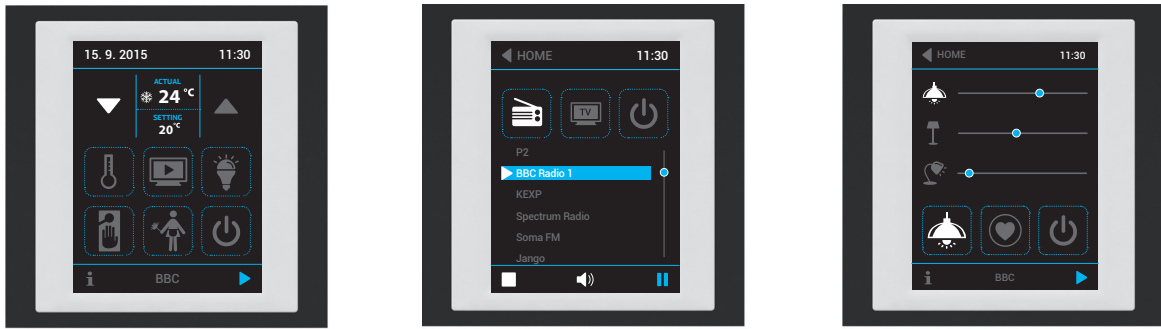 15. 9. 2015 11:30
ACTUAL
24 °C
SETTING
20 °C
i BBC
HOME 11:30
TV
P2
BBC Radio 1
KEXP
Spectrum Radio
Soma FM
Jango
HOME 11:30
i BBC